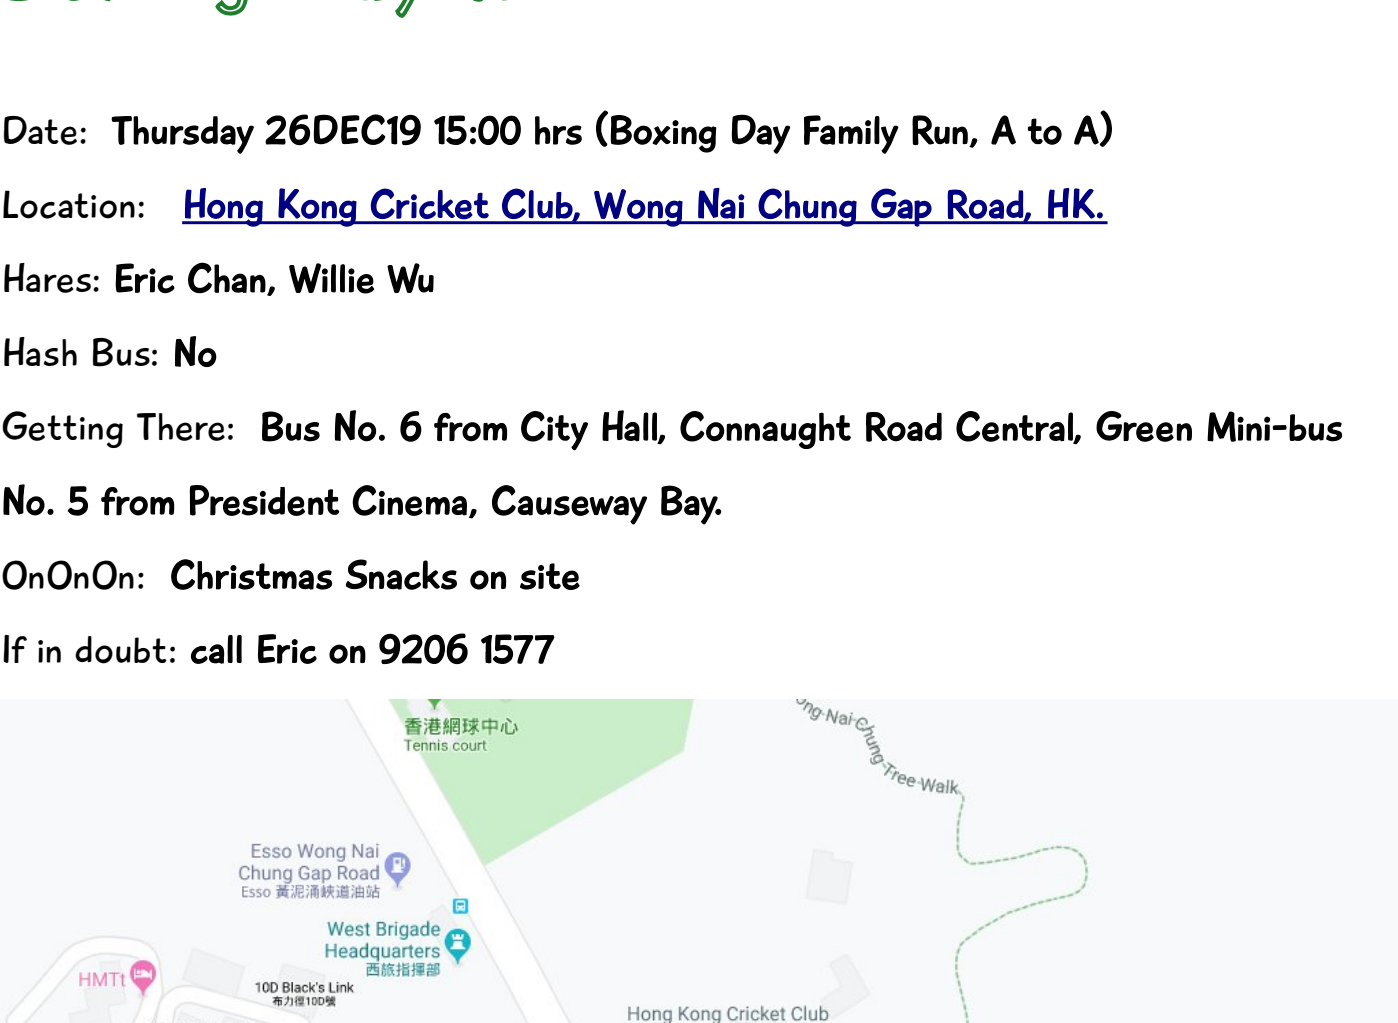 Date: Thursday 26DEC19 15:00 hrs (Boxing Day Family Run, A to A)
Location: Hong Kong Cricket Club, Wong Nai Chung Gap Road, HK.
Hares: Eric Chan, Willie Wu
Hash Bus: No
Getting There: Bus No. 6 from City Hall, Connaught Road Central, Green Mini-bus
No. 5 from President Cinema, Causeway Bay.
OnOnOn: Christmas Snacks on site
If in doubt: call Eric on 9206 1577
香港網球中心
Tennis court
Nai-Chung-Tree-Walk
Esso Wong Nai
Chung Gap Road
Esso 黃泥涌峽道油站
West Brigade
Headquarters
西旅指揮部
HMTt
10D Black's Link
布力徑10D號
Hong Kong Cricket Club